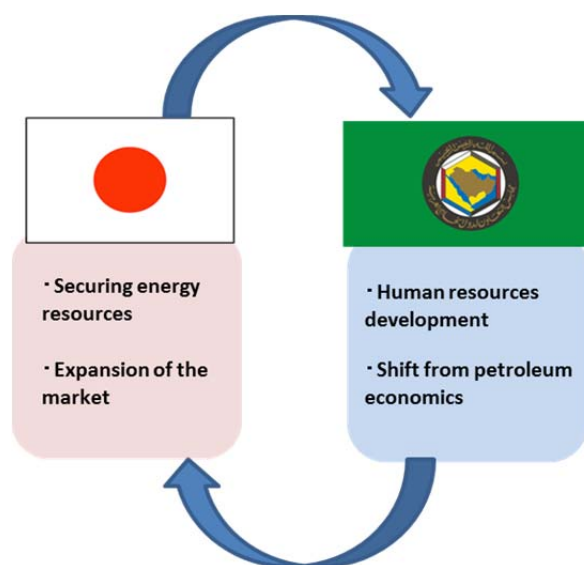 · Securing energy
resources
· Expansion of the
market
· Human resources
development
· Shift from petroleum
economics